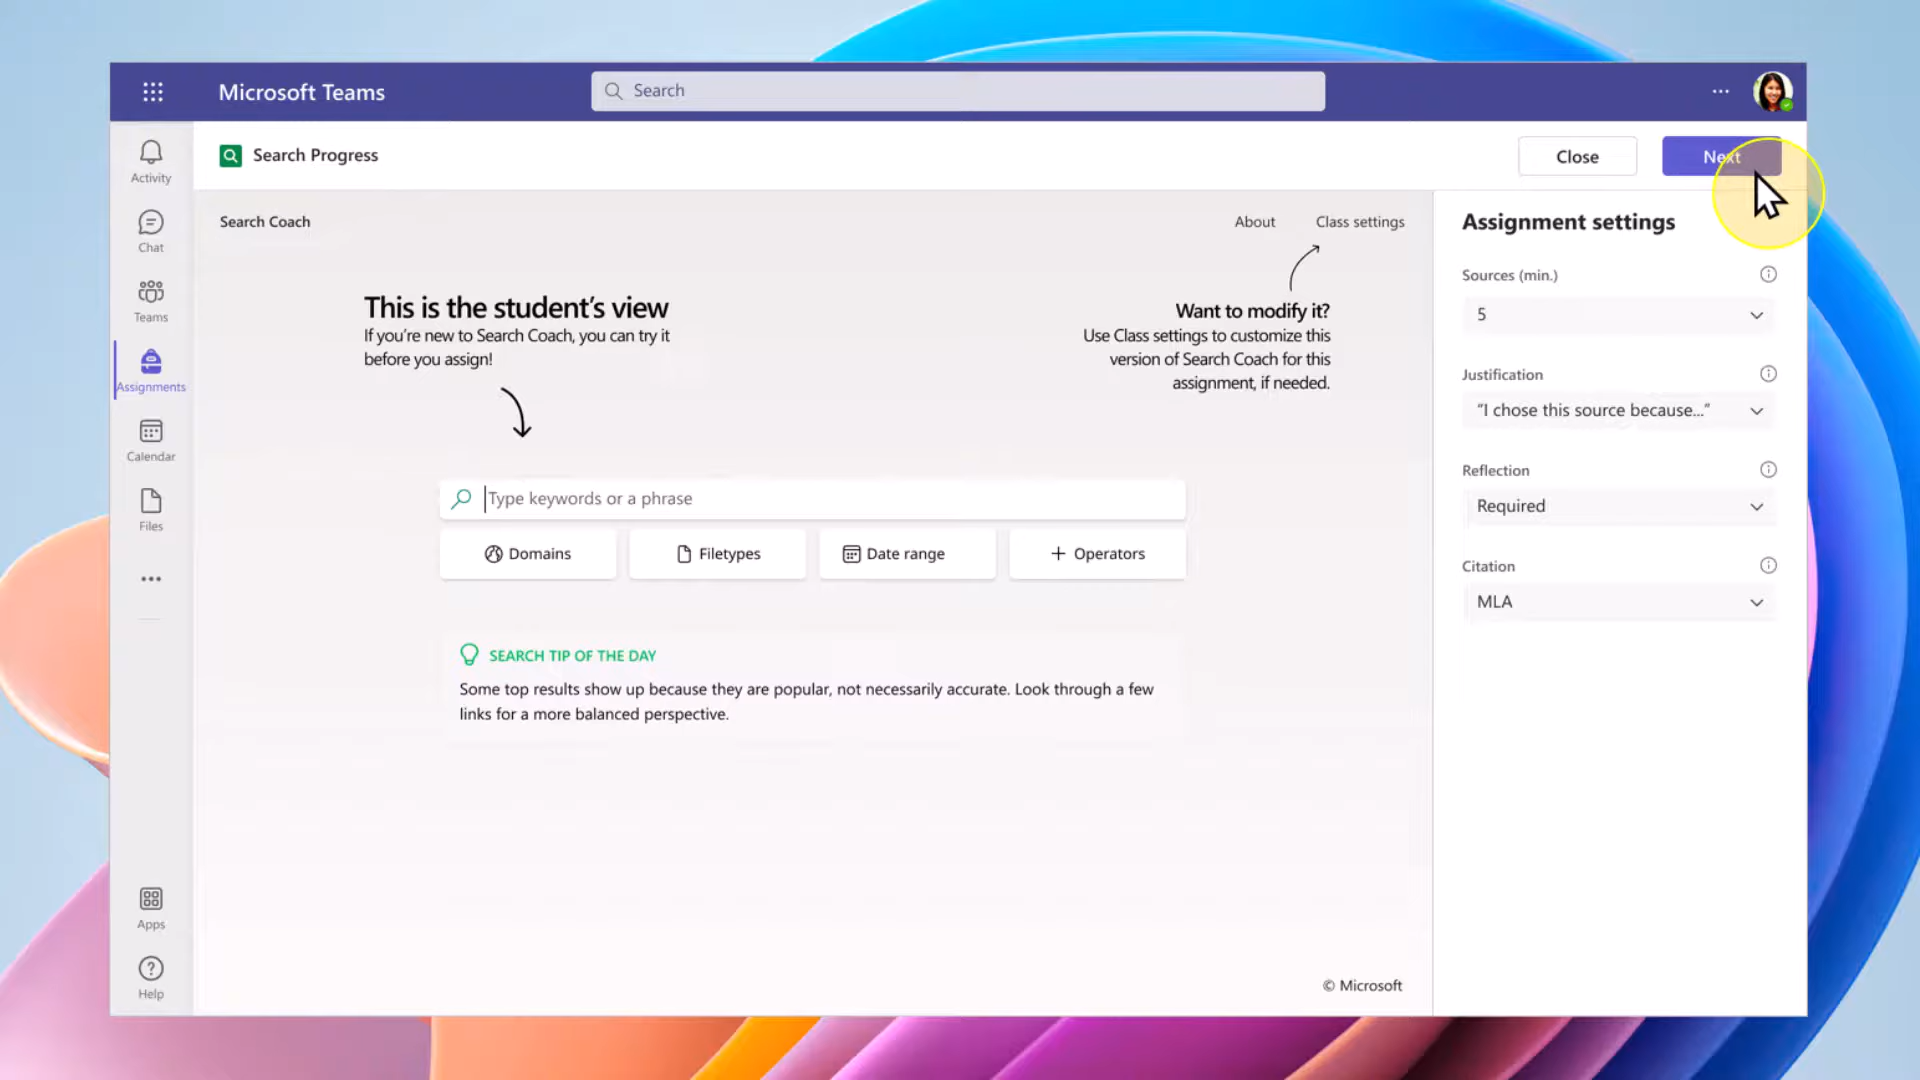 Microsoft Teams
Search
Activity
Chat
Teams
Assignments
Calendar
Files
Apps
Help
Search Progress
Close
Next
Search Coach
About
Class settings
This is the student's view
If you're new to Search Coach, you can try it
before you assign!
Want to modify it?
Use Class settings to customize this
version of Search Coach for this
assignment, if needed.
Type keywords or a phrase
Domains
Filetypes
Date range
Operators
SEARCH TIP OF THE DAY
Some top results show up because they are popular, not necessarily accurate. Look through a few
links for a more balanced perspective.
© Microsoft
Assignment settings
Sources (min.)
5
Justification
"I chose this source because..."
Reflection
Required
Citation
MLA